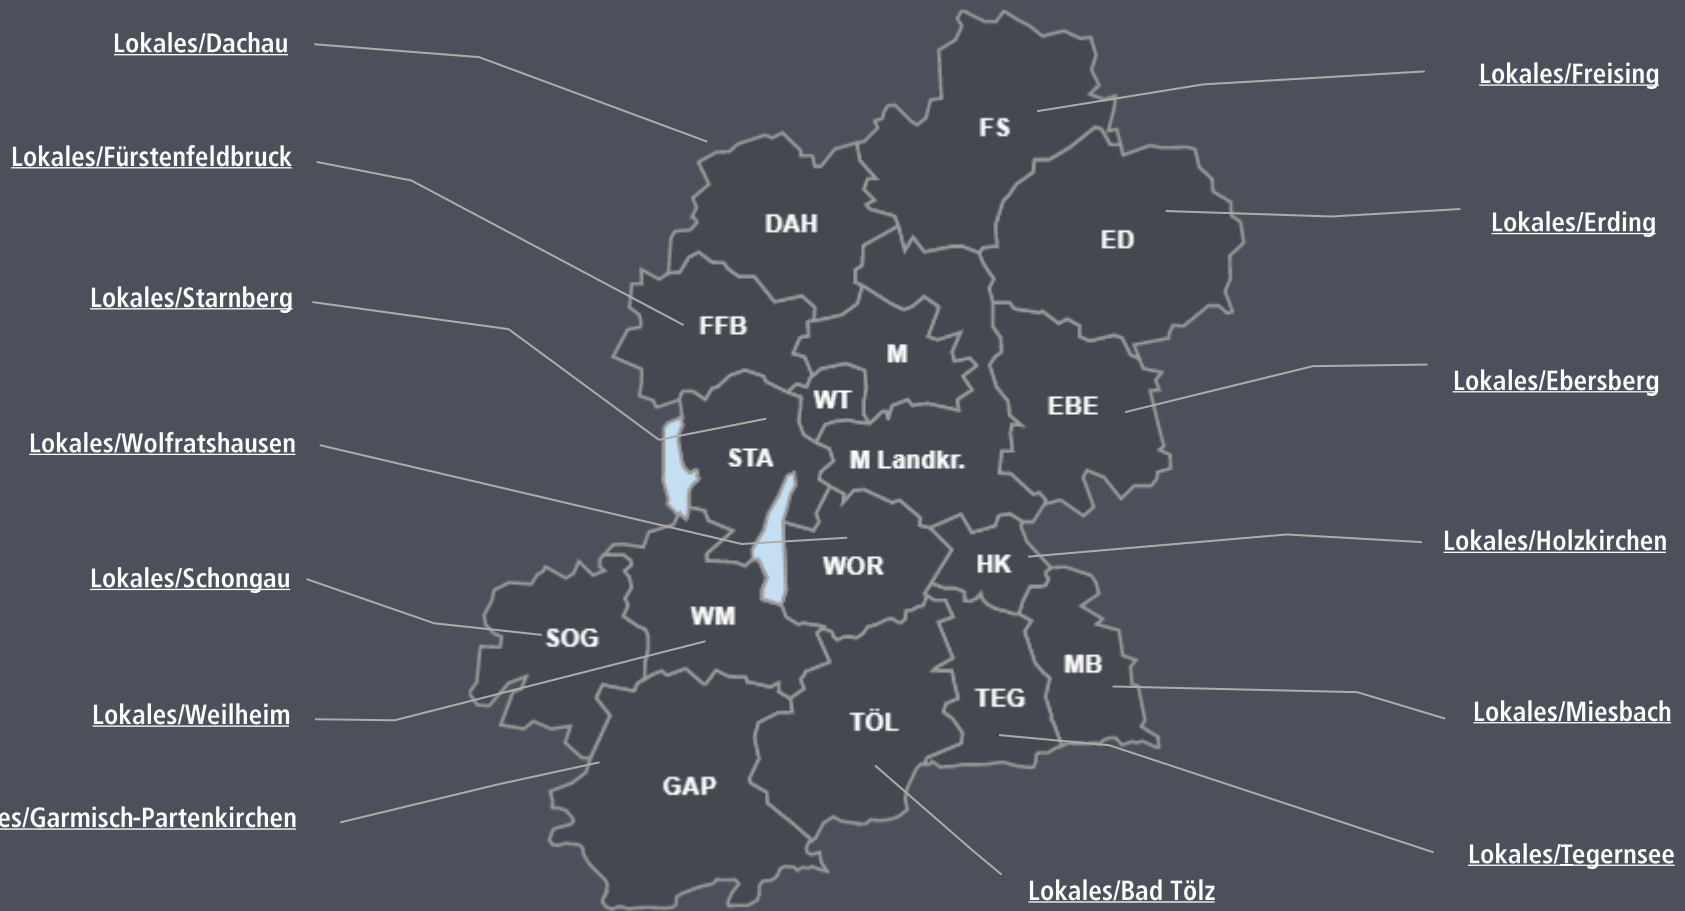 Lokales/Dachau
Lokales/Freising
FS
Lokales/Fürstenfeldbruck
DAH
Lokales/Erding
ED
Lokales/Starnberg
FFB
M
Lokales/Ebersberg
WT
EBE
Lokales/Wolfratshausen
STA
M Landkr.
Lokales/Holzkirchen
WOR
HK
Lokales/Schongau
WM
SOG
MB
TEG
Lokales/Weilheim
TÖL
Lokales/Miesbach
GAP
es/Garmisch-Partenkirchen
Lokales/Tegernsee
Lokales/Bad Tölz